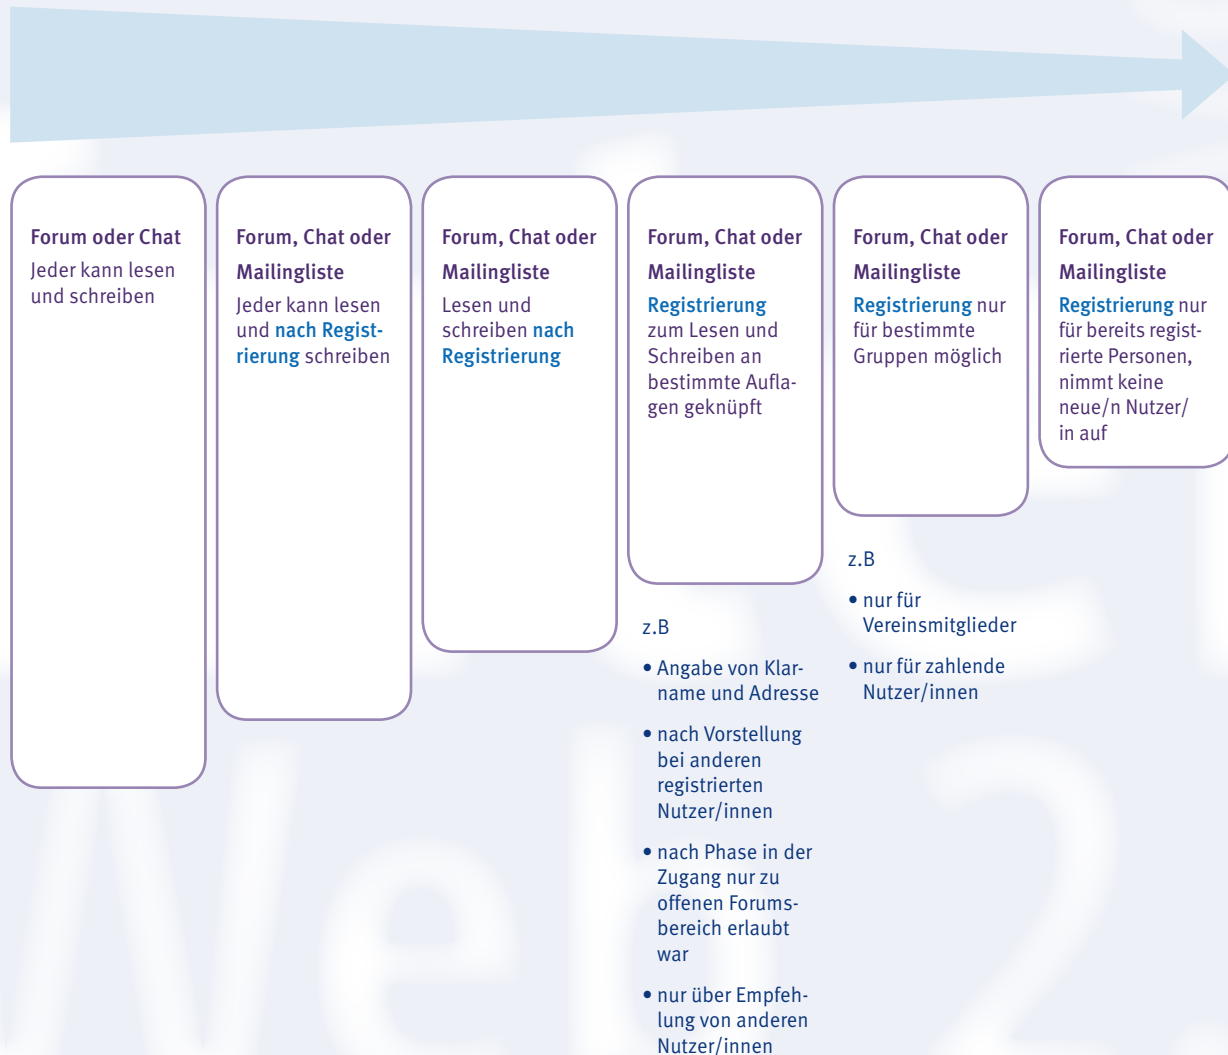 Forum oder Chat
Jeder kann lesen
und schreiben
Forum, Chat oder
Mailingliste
Jeder kann lesen
und nach Regist-
rierung schreiben
Forum, Chat oder
Mailingliste
Lesen und
schreiben nach
Registrierung
Forum, Chat oder
Mailingliste
Registrierung
zum Lesen und
Schreiben an
bestimmte Aufla-
gen geknüpft
z.B
• Angabe von Klar-
name und Adresse
• nach Vorstellung
bei anderen
registrierten
Nutzer/innen
• nach Phase in der
Zugang nur zu
offenen Forums-
bereich erlaubt
war
• nur über Empfeh-
lung von anderen
Nutzer/innen
Forum, Chat oder
Mailingliste
Registrierung nur
für bestimmte
Gruppen möglich
z.B
• nur für
Vereinsmitglieder
• nur für zahlende
Nutzer/innen
Forum, Chat oder
Mailingliste
Registrierung nur
für bereits regist-
rierte Personen,
nimmt keine
neue/n Nutzer/
in auf
Web 2.